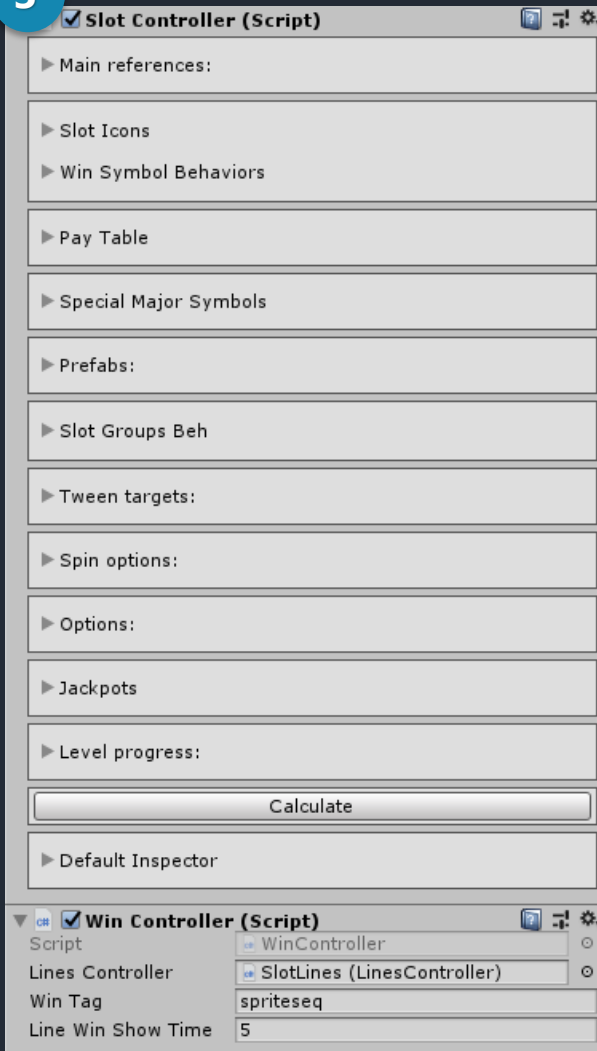 Slot Controller (Script)
Main references:
Slot Icons
Win Symbol Behaviors
Pay Table
Special Major Symbols
Prefabs:
Slot Groups Beh
Tween targets:
Spin options:
Options:
Jackpots
Level progress:
Calculate
Default Inspector
c# Win Controller (Script)
Script WinController
Lines Controller SlotLines (LinesController)
Win Tag spriteseq
Line Win Show Time 5